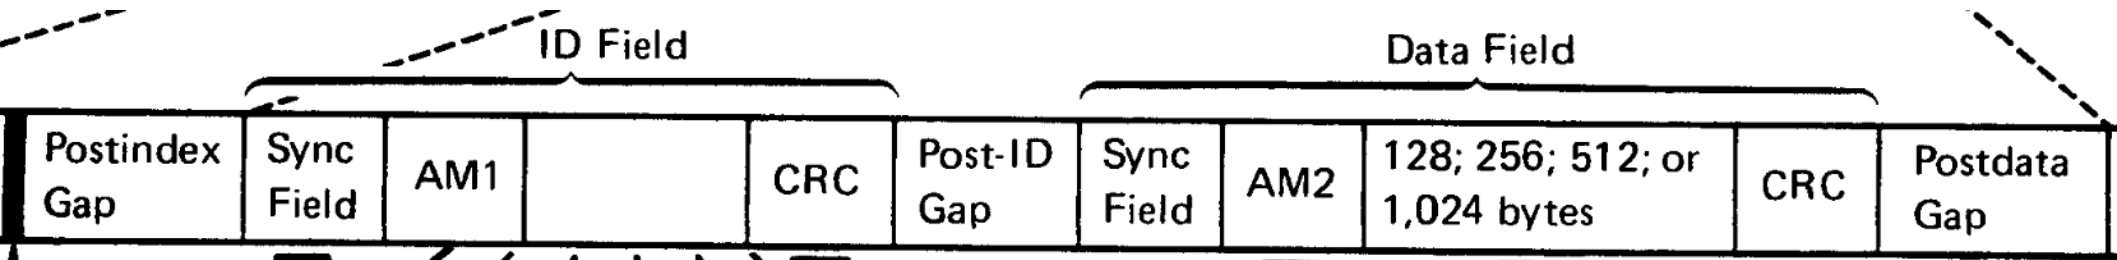 ID Field
Data Field
Postindex
Gap
Sync
Field
AM1
CRC
Post-ID
Gap
Sync
Field
AM2
128; 256; 512; or
1,024 bytes
CRC
Postdata
Gap